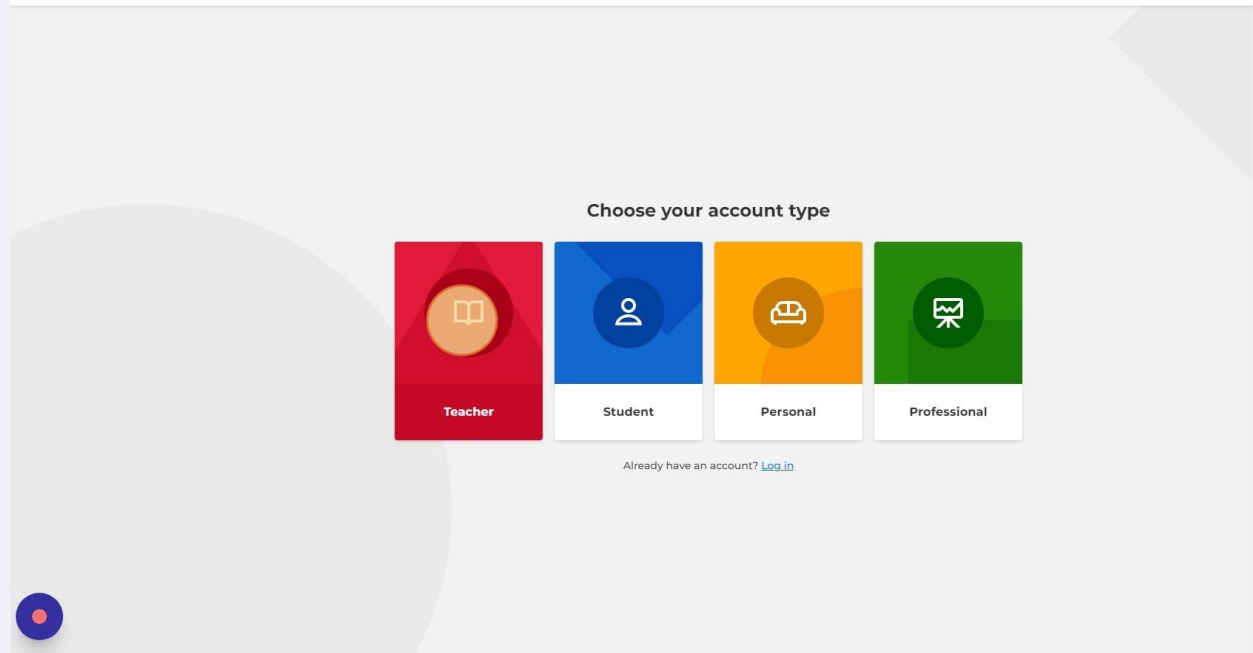 Choose your account type
Teacher
Student
Personal
Professional
Already have an account? Log in